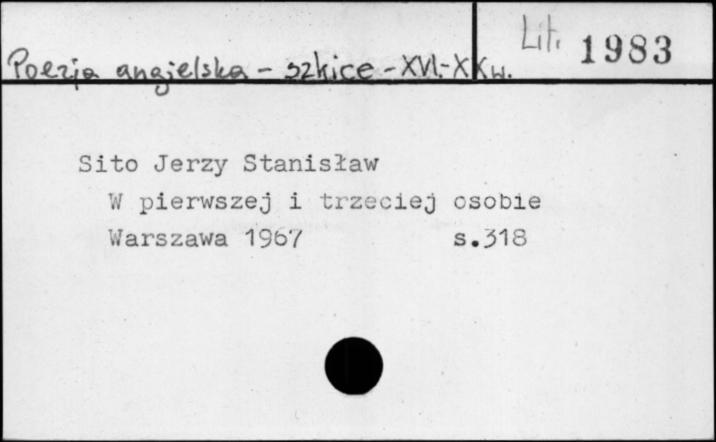 Lit. 1983
Poezja angielska - szkice - XVI.-XX w.
Sito Jerzy Stanisław
W pierwszej i trzeciej osobie
Warszawa 1967 s.318